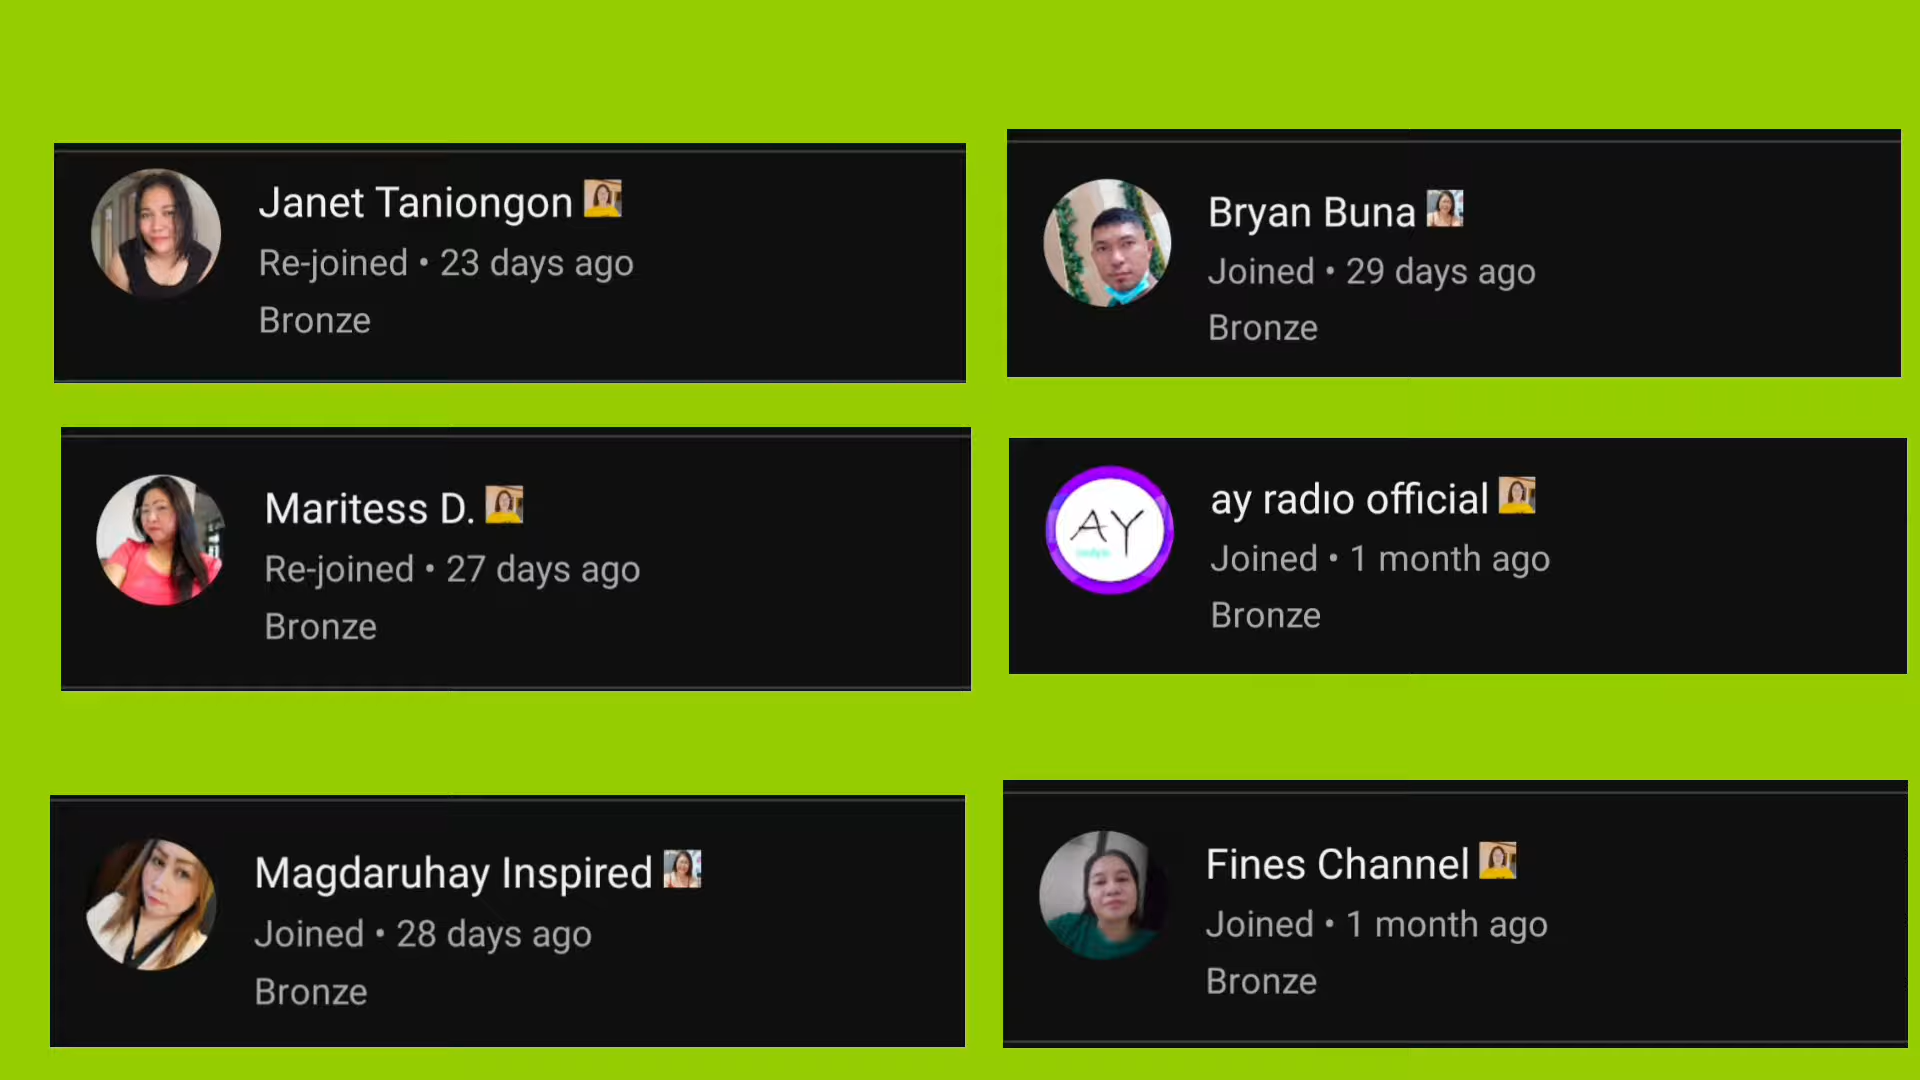 Janet Taniongon
Re-joined • 23 days ago
Bronze
Bryan Buna
Joined • 29 days ago
Bronze
Maritess D.
Re-joined • 27 days ago
Bronze
AY
ay radıo official
Joined • 1 month ago
Bronze
Magdaruhay Inspired
Joined • 28 days ago
Bronze
Fines Channel
Joined • 1 month ago
Bronze